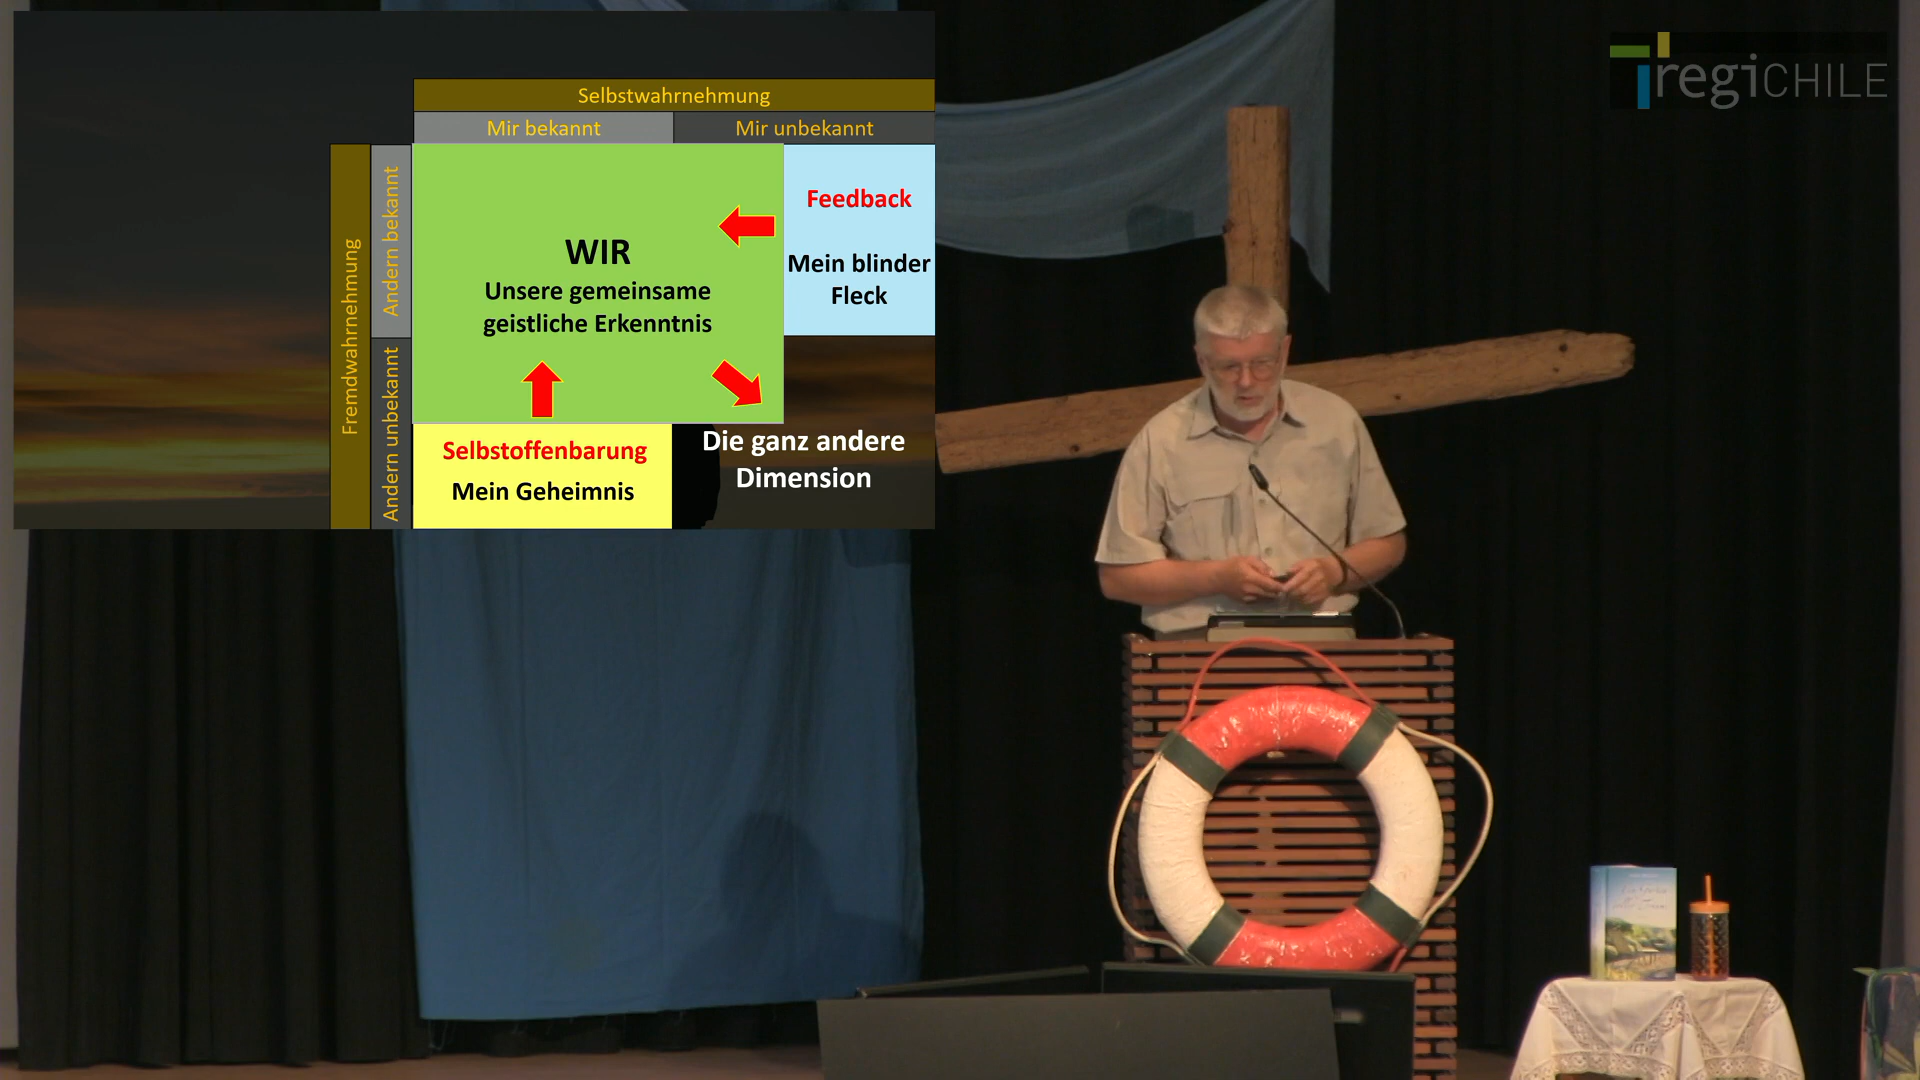 regiCHILE
Selbstwahrnehmung
Mir bekannt
Mir unbekannt
Fremdwahrnehmung
Andern bekannt
Andern unbekannt
WIR
Unsere gemeinsame
geistliche Erkenntnis
Feedback
Mein blinder
Fleck
Selbstoffenbarung
Mein Geheimnis
Die ganz andere
Dimension